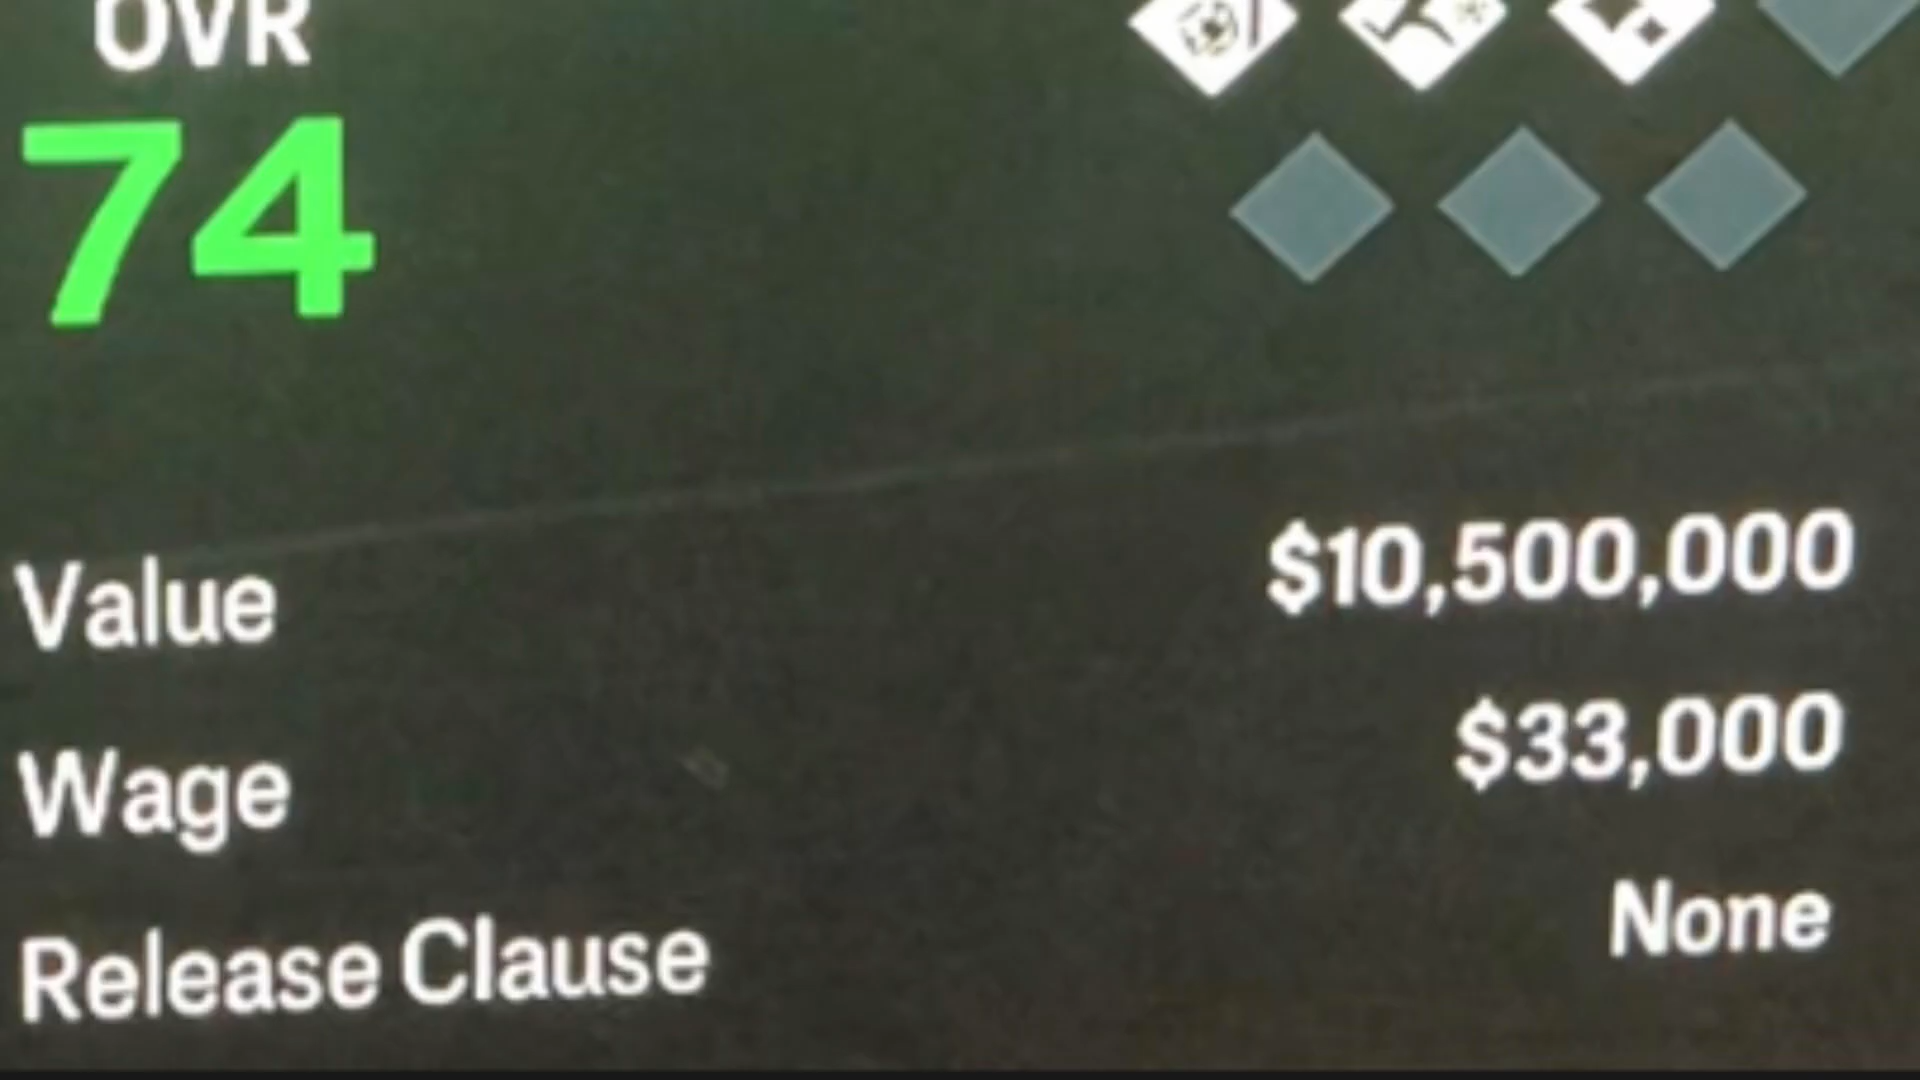 OVR
74
Value $10,500,000
Wage $33,000
Release Clause None